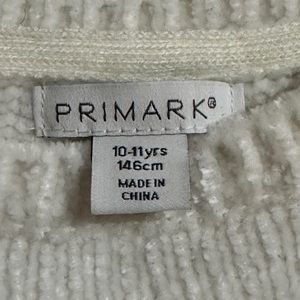 PRIMARK®
10-11yrs
146cm
MADE IN
CHINA